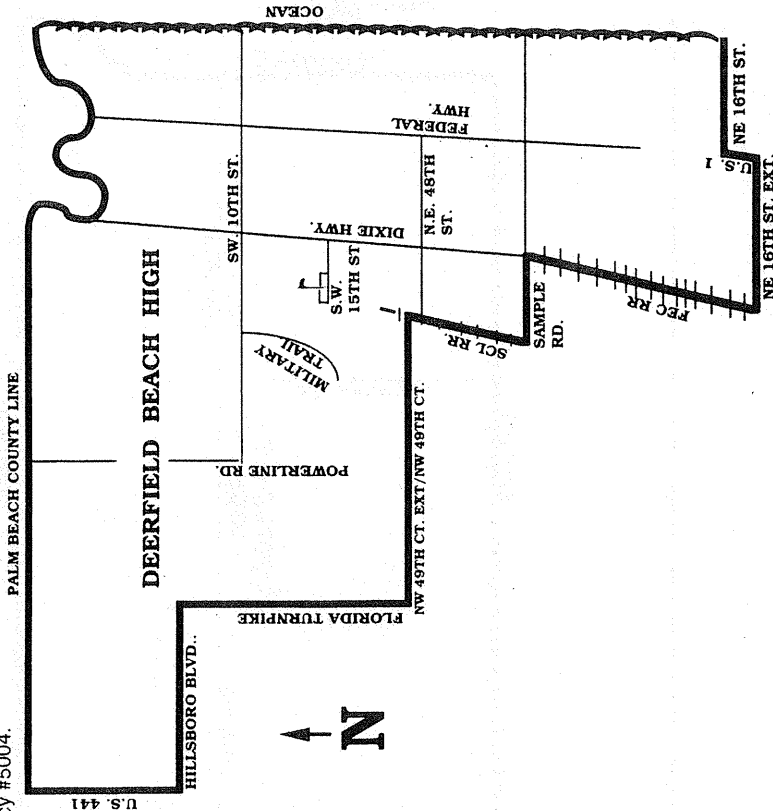 y #5004.
PALM BEACH COUNTY LINE
OCEAN
DEERFIELD BEACH HIGH
SW. 10TH ST.
FEDERAL
HWY.
DIXIE HWY.
N.E. 48TH
ST.
S.W.
15TH ST
MILITARY
TRAIL
POWERLINE RD.
U.S. 441
HILLSBORO BLVD..
FLORIDA TURNPIKE
NW 49TH CT. EXT/NW 49TH CT.
SCL RR.
SAMPLE
RD.
FEC RR
U.S. 1
NE 16TH ST.
NE 16TH ST. EXT.
N